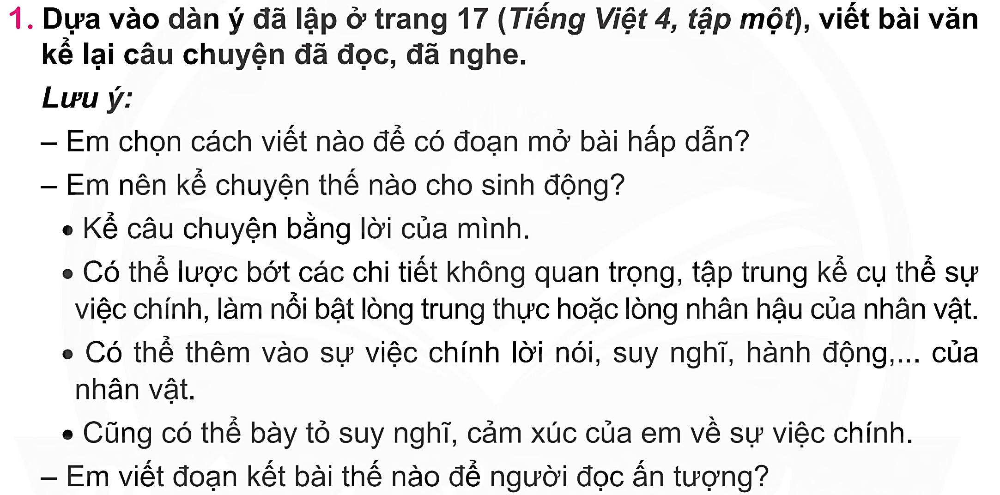 1. Dựa vào dàn ý đã lập ở trang 17 (Tiếng Việt 4, tập một), viết bài văn
kể lại câu chuyện đã đọc, đã nghe.
Lưu ý:
– Em chọn cách viết nào để có đoạn mở bài hấp dẫn?
– Em nên kể chuyện thế nào cho sinh động?
• Kể câu chuyện bằng lời của mình.
• Có thể lược bớt các chi tiết không quan trọng, tập trung kể cụ thể sự
việc chính, làm nổi bật lòng trung thực hoặc lòng nhân hậu của nhân vật.
• Có thể thêm vào sự việc chính lời nói, suy nghĩ, hành động,... của
nhân vật.
• Cũng có thể bày tỏ suy nghĩ, cảm xúc của em về sự việc chính.
– Em viết đoạn kết bài thế nào để người đọc ấn tượng?